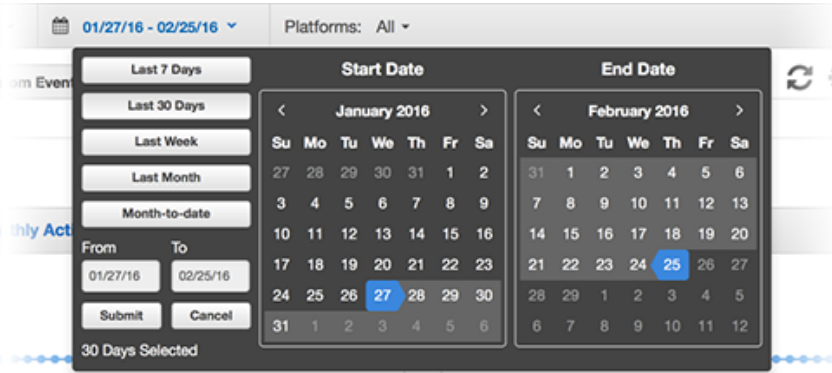 01/27/16 - 02/25/16
Platforms: All
om Event
Last 7 Days
Last 30 Days
Last Week
Last Month
Month-to-date
thly Acti
From To
01/27/16 02/25/16
Submit Cancel
30 Days Selected
Start Date
< January 2016 >
Su Mo Tu We Th Fr Sa
27 28 29 30 31 1 2
3 4 5 6 7 8 9
10 11 12 13 14 15 16
17 18 19 20 21 22 23
24 25 26 27 28 29 30
31 1 2 3 4 5 6
End Date
< February 2016 >
Su Mo Tu We Th Fr Sa
31 1 2 3 4 5 6
7 8 9 10 11 12 13
14 15 16 17 18 19 20
21 22 23 24 25 26 27
28 29 1 2 3 4 5
6 7 8 9 10 11 12